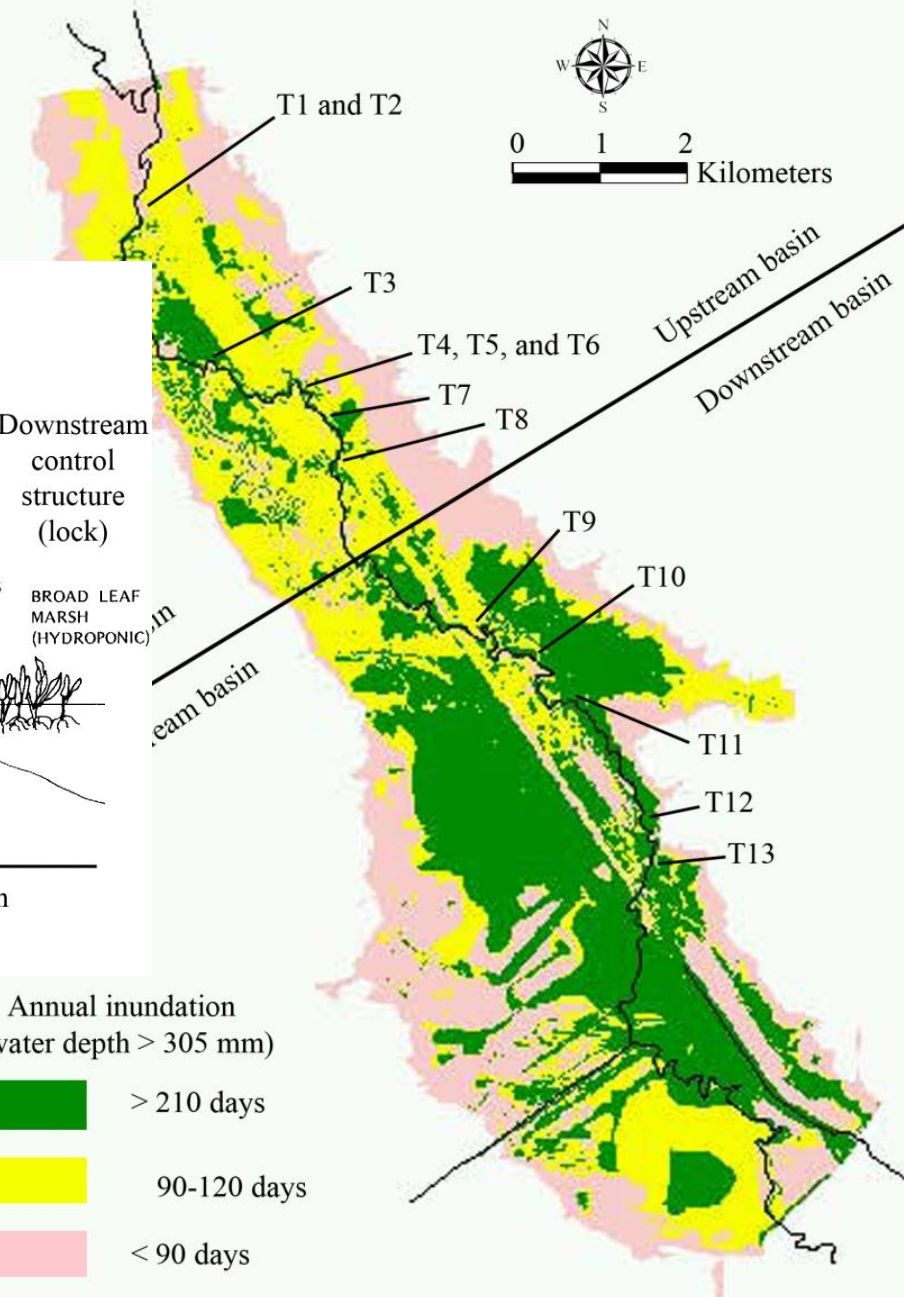 N
W E
S
T1 and T2
0 1 2
Kilometers
T3
Upstream basin
Downstream basin
T4, T5, and T6
T7
T8
Downstream
control
structure
(lock)
T9
T10
BROAD LEAF
MARSH
(HYDROPONIC)
basin
T11
T12
T13
Annual inundation
water depth > 305 mm)
> 210 days
90-120 days
< 90 days